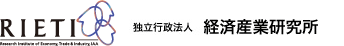 RIETI
Research Institute of Economy, Trade & Industry, IAA
独立行政法人 経済産業研究所